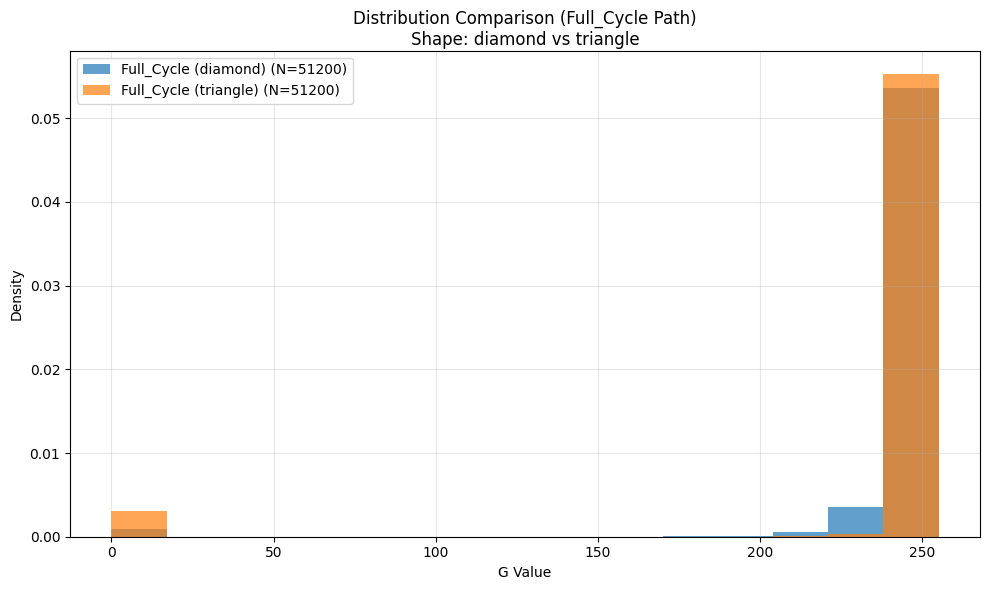 Distribution Comparison (Full_Cycle Path)
Shape: diamond vs triangle
Full_Cycle (diamond) (N=51200)
Full_Cycle (triangle) (N=51200)
Density
0.05
0.04
0.03
0.02
0.01
0.00
0 50 100 150 200 250
G Value